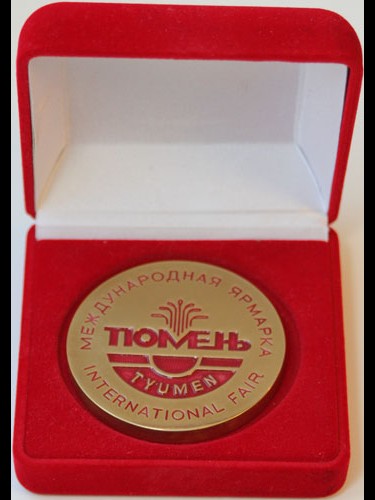 МЕЖДУНАРОДНАЯ ЯРМАРКА
ТЮМЕНЬ
TYUMEN
INTERNATIONAL FAIR